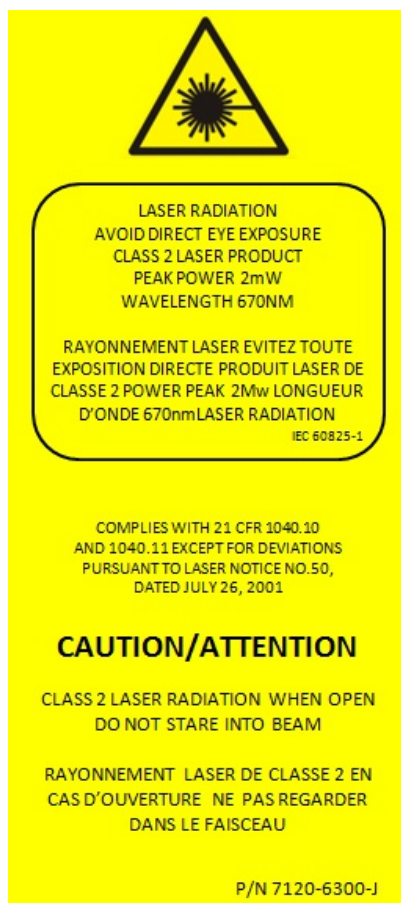 LASER RADIATION
AVOID DIRECT EYE EXPOSURE
CLASS 2 LASER PRODUCT
PEAK POWER 2mW
WAVELENGTH 670NM
RAYONNEMENT LASER EVITEZ TOUTE
EXPOSITION DIRECTE PRODUIT LASER DE
CLASSE 2 POWER PEAK 2Mw LONGUEUR
D'ONDE 670nmLASER RADIATION
IEC 60825-1
COMPLIES WITH 21 CFR 1040.10
AND 1040.11 EXCEPT FOR DEVIATIONS
PURSUANT TO LASER NOTICE NO.50,
DATED JULY 26, 2001
CAUTION/ATTENTION
CLASS 2 LASER RADIATION WHEN OPEN
DO NOT STARE INTO BEAM
RAYONNEMENT LASER DE CLASSE 2 EN
CAS D'OUVERTURE NE PAS REGARDER
DANS LE FAISCEAU
P/N 7120-6300-J